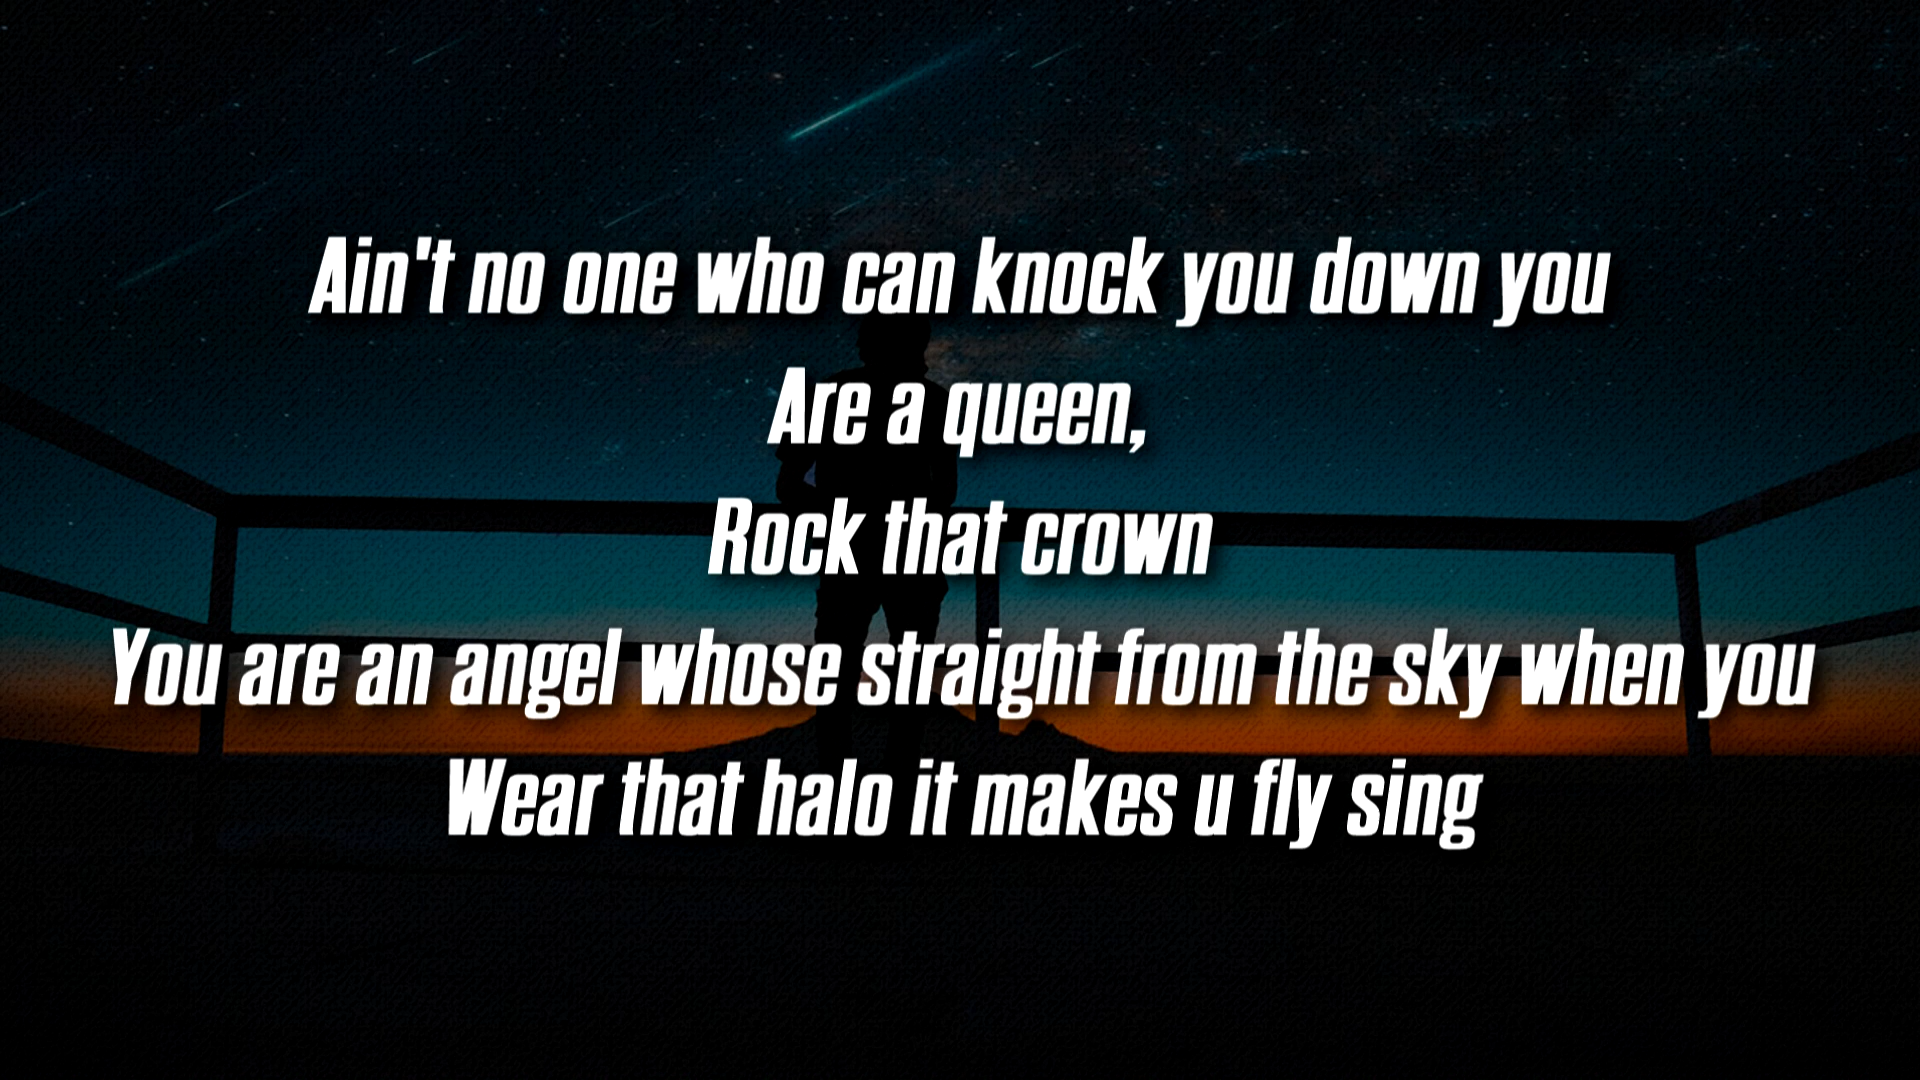 Ain't no one who can knock you down you
Are a queen,
Rock that crown
You are an angel whose straight from the sky when you
Wear that halo it makes u fly sing